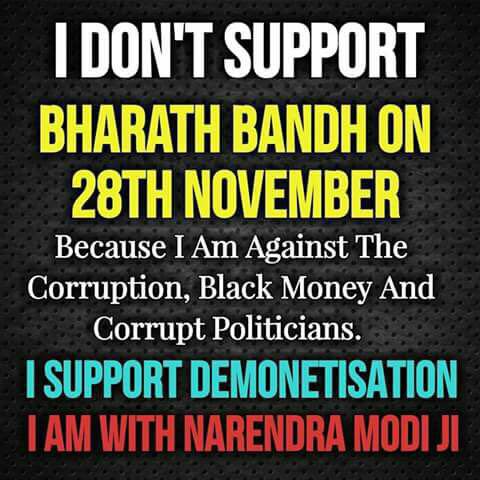 I DON'T SUPPORT
BHARATH BANDH ON
28TH NOVEMBER
Because I Am Against The
Corruption, Black Money And
Corrupt Politicians.
I SUPPORT DEMONETISATION
I AM WITH NARENDRA MODI JI